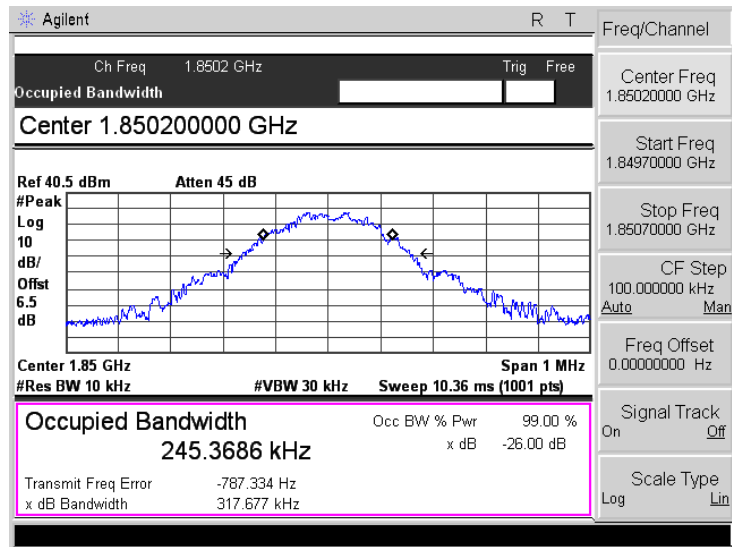 Agilent R T
Freq/Channel
Ch Freq 1.8502 GHz Trig Free
Occupied Bandwidth
Center 1.850200000 GHz
Center Freq
1.85020000 GHz
Start Freq
1.84970000 GHz
Stop Freq
1.85070000 GHz
CF Step
100.000000 kHz
Auto Man
Freq Offset
0.00000000 Hz
Signal Track
On Off
Scale Type
Log Lin
Ref 40.5 dBm Atten 45 dB
#Peak
Log
10
dB/
Offst
6.5
dB
Center 1.85 GHz Span 1 MHz
#Res BW 10 kHz #VBW 30 kHz Sweep 10.36 ms (1001 pts)
Occupied Bandwidth Occ BW % Pwr 99.00 %
245.3686 kHz x dB -26.00 dB
Transmit Freq Error -787.334 Hz
x dB Bandwidth 317.677 kHz